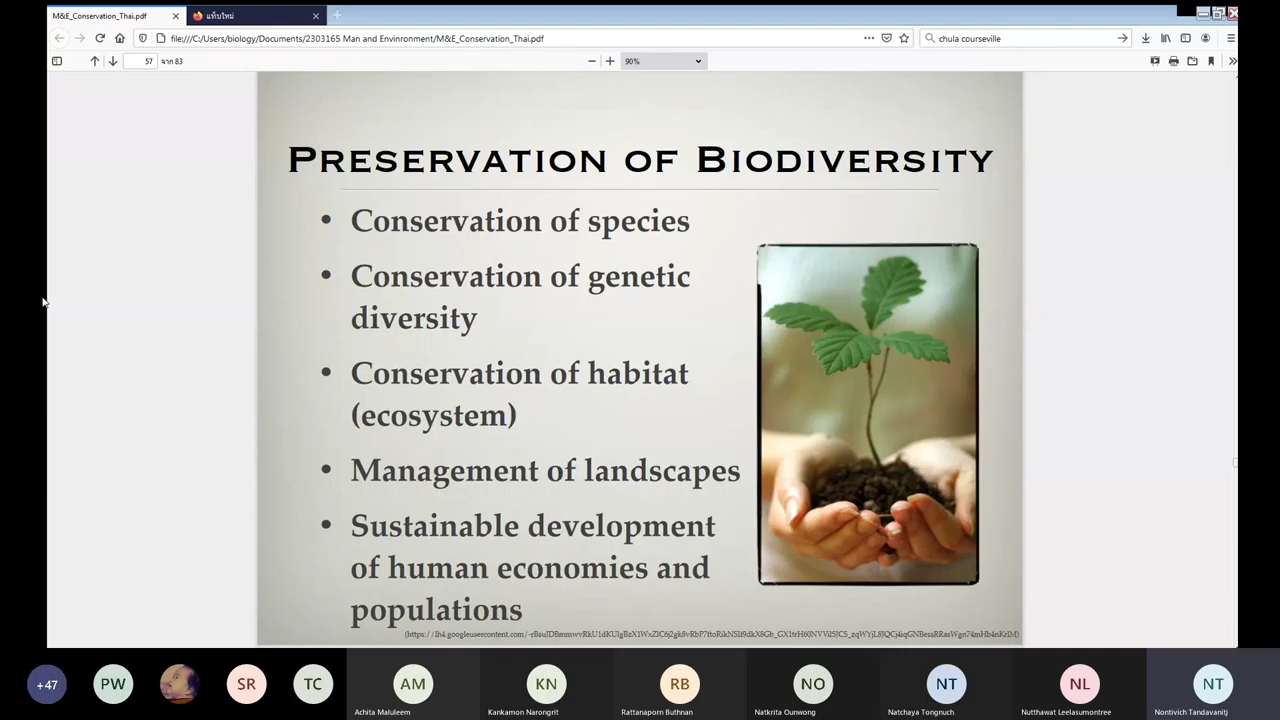 M&E_Conservation_Thai.pdf
แท็บใหม่
file:///C:/Users/biology/Documents/2303165 Man and Envinronment/M&E_Conservation_Thai.pdf
chula courseville
57 จาก 83
90%
PRESERVATION OF BIODIVERSITY
• Conservation of species
• Conservation of genetic
diversity
• Conservation of habitat
(ecosystem)
• Management of landscapes
• Sustainable development
of human economies and
populations
+47
PW
SR
TC
AM
KN
RB
NO
NT
NL
NT
Achita Maluleem
Kankamon Narongrit
Rattanaporn Buthnan
Natkrita Ounwong
Natchaya Tongnuch
Nutthawat Leelasumontree
Nontivich Tandavanitj